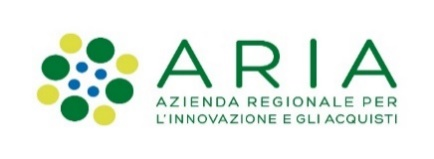 ARIA
AZIENDA REGIONALE PER
L'INNOVAZIONE E GLI ACQUISTI